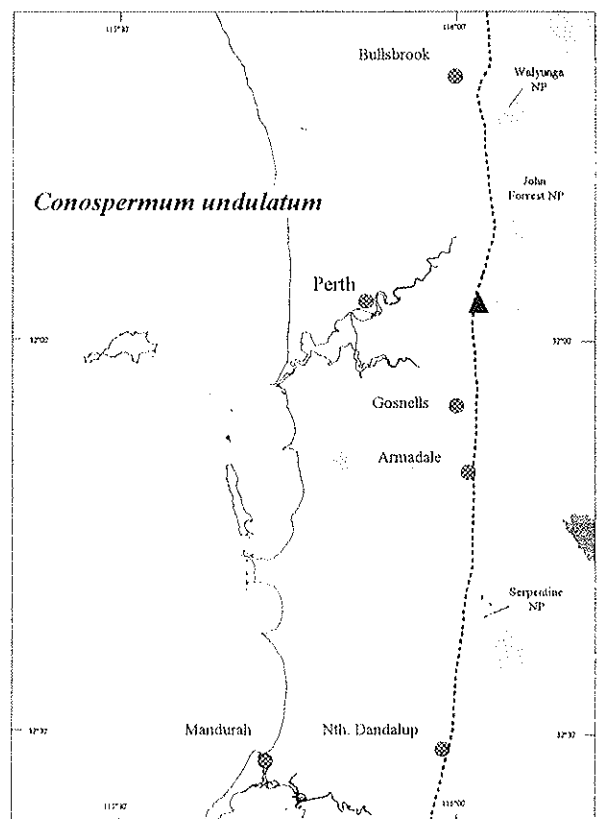 Bullsbrook
Walyunga
NP
John
Forrest NP
Conospermum undulatum
Perth
Gosnells
Armadale
Serpentine
NP
Mandurah
Nth. Dandalup